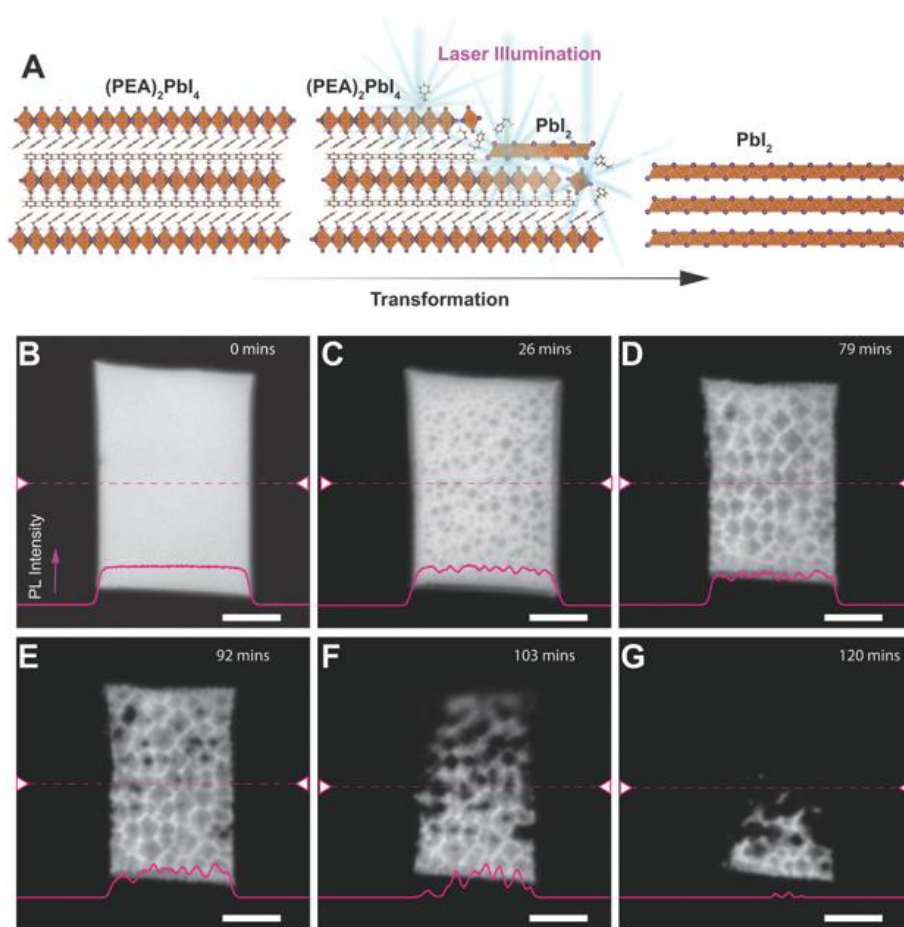 Laser Illumination
A
(PEA)₂PbI₄
(PEA)₂PbI₄
PbI₂
PbI₂
Transformation
B
0 mins
PL Intensity
C
26 mins
D
79 mins
E
92 mins
F
103 mins
G
120 mins